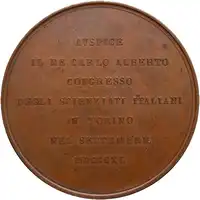 AUSPICE
IL RE CARLO ALBERTO
CONGRESSO
DEGLI SCIENZIATI ITALIANI
IN TORINO
NEL SETTEMBRE
MDCCCXL